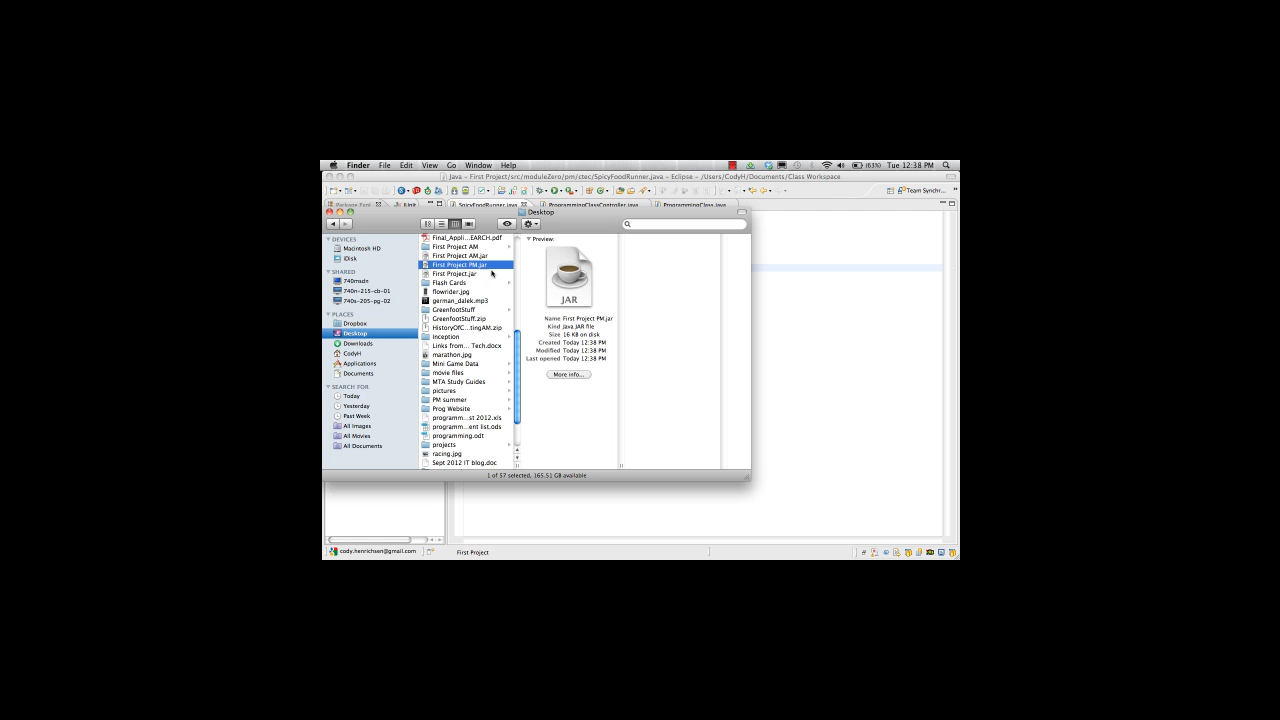 Finder File Edit View Go Window Help (63%) Tue 12:38 PM
Java – First Project/src/moduleZero/pm/ctec/SpicyFoodRunner.java – Eclipse – /Users/CodyH/Documents/Class Workspace
Team Synchr...
Package Expl JUnit SpicyFoodRunner.java ProgrammingClassController.java ProgrammingClass.java
Desktop
DEVICES
Macintosh HD
iDisk
SHARED
740msdn
740n-215-cb-01
740s-205-pg-02
PLACES
Dropbox
Desktop
Downloads
CodyH
Applications
Documents
SEARCH FOR
Today
Yesterday
Past Week
All Images
All Movies
All Documents
Final_Appli...EARCH.pdf
First Project AM
First Project AM.jar
First Project PM.jar
First Project.jar
Flash Cards
flowrider.jpg
german_dalek.mp3
GreenfootStuff
GreenfootStuff.zip
HistoryOfC...tingAM.zip
Inception
Links from... Tech.docx
marathon.jpg
Mini Game Data
movie files
MTA Study Guides
pictures
PM summer
Prog Website
programm...st 2012.xls
programm...ent list.ods
programming.odt
projects
racing.jpg
Sept 2012 IT blog.doc
Preview:
JAR
Name First Project PM.jar
Kind Java JAR file
Size 16 KB on disk
Created Today 12:38 PM
Modified Today 12:38 PM
Last opened Today 12:38 PM
More info...
1 of 57 selected, 165.51 GB available
cody.henrichsen@gmail.com
First Project